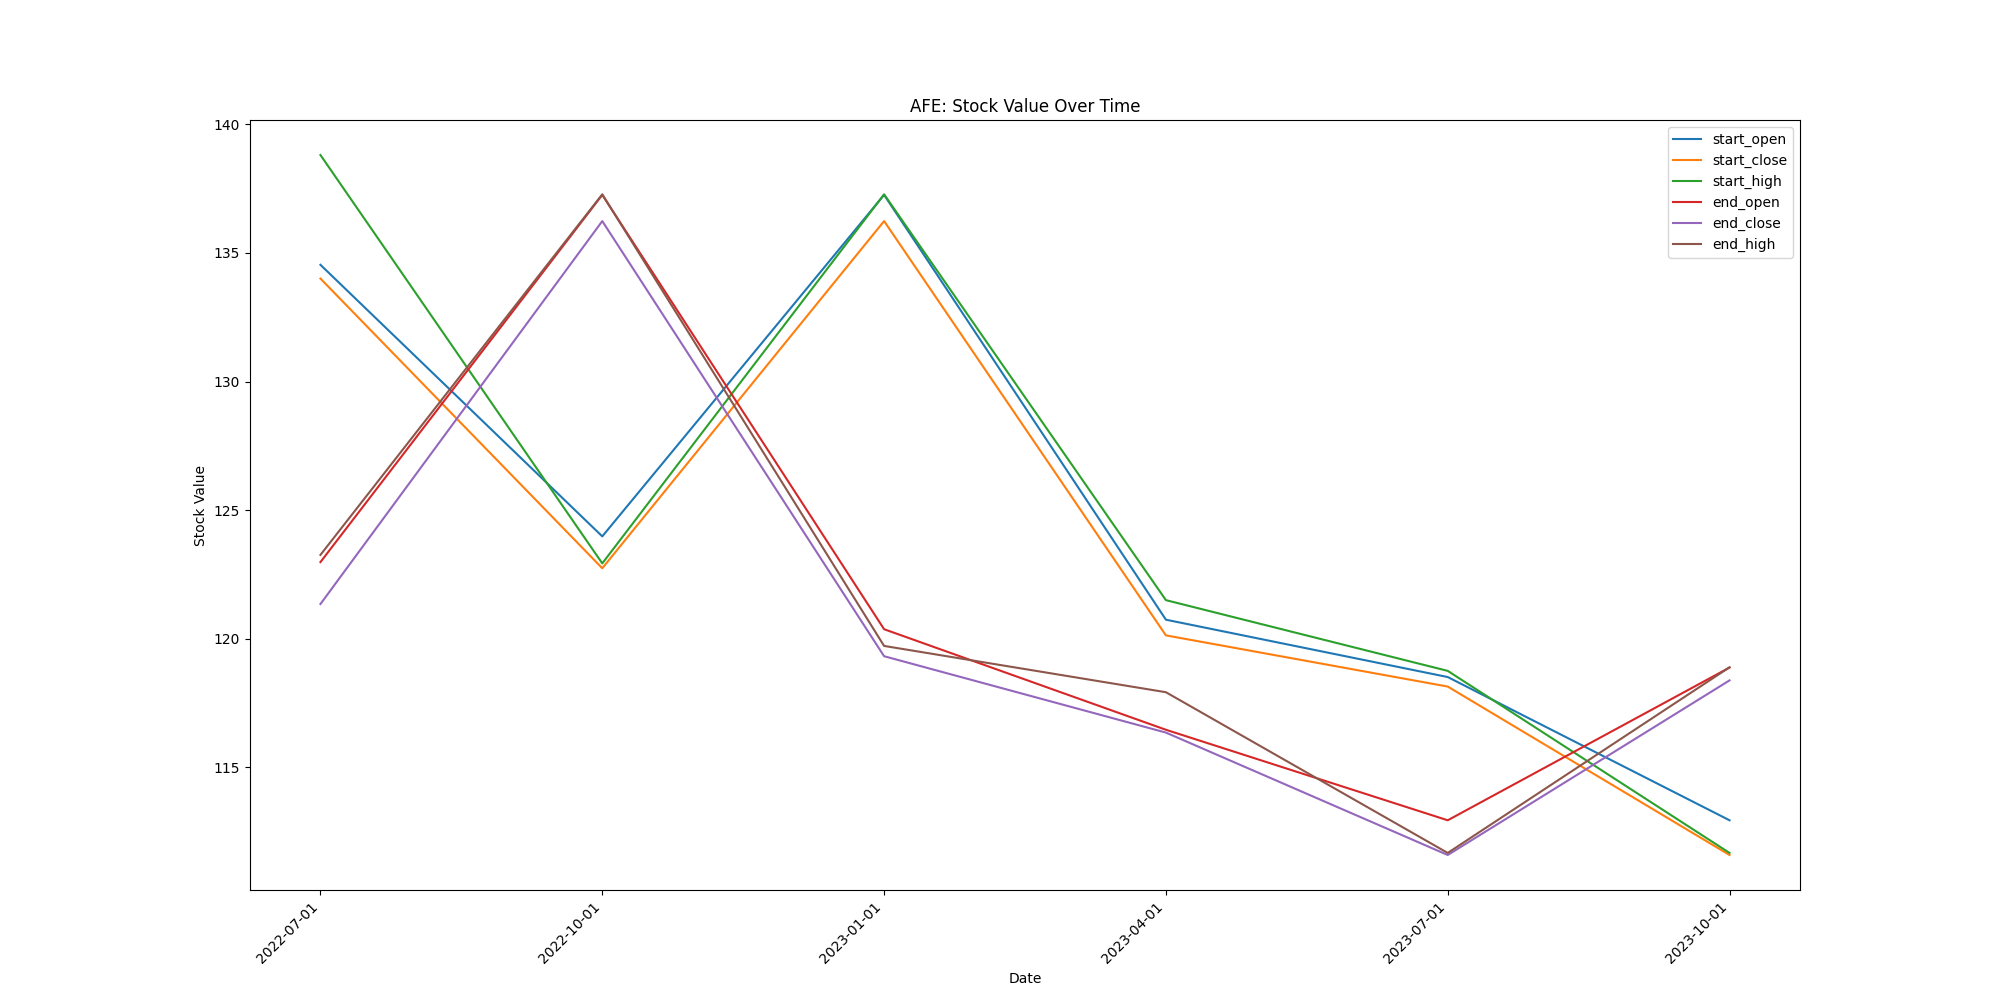 AFE: Stock Value Over Time
140
135
130
125
120
115
Stock Value
start_open
start_close
start_high
end_open
end_close
end_high
2022-07-01
2022-10-01
2023-01-01
2023-04-01
2023-07-01
2023-10-01
Date